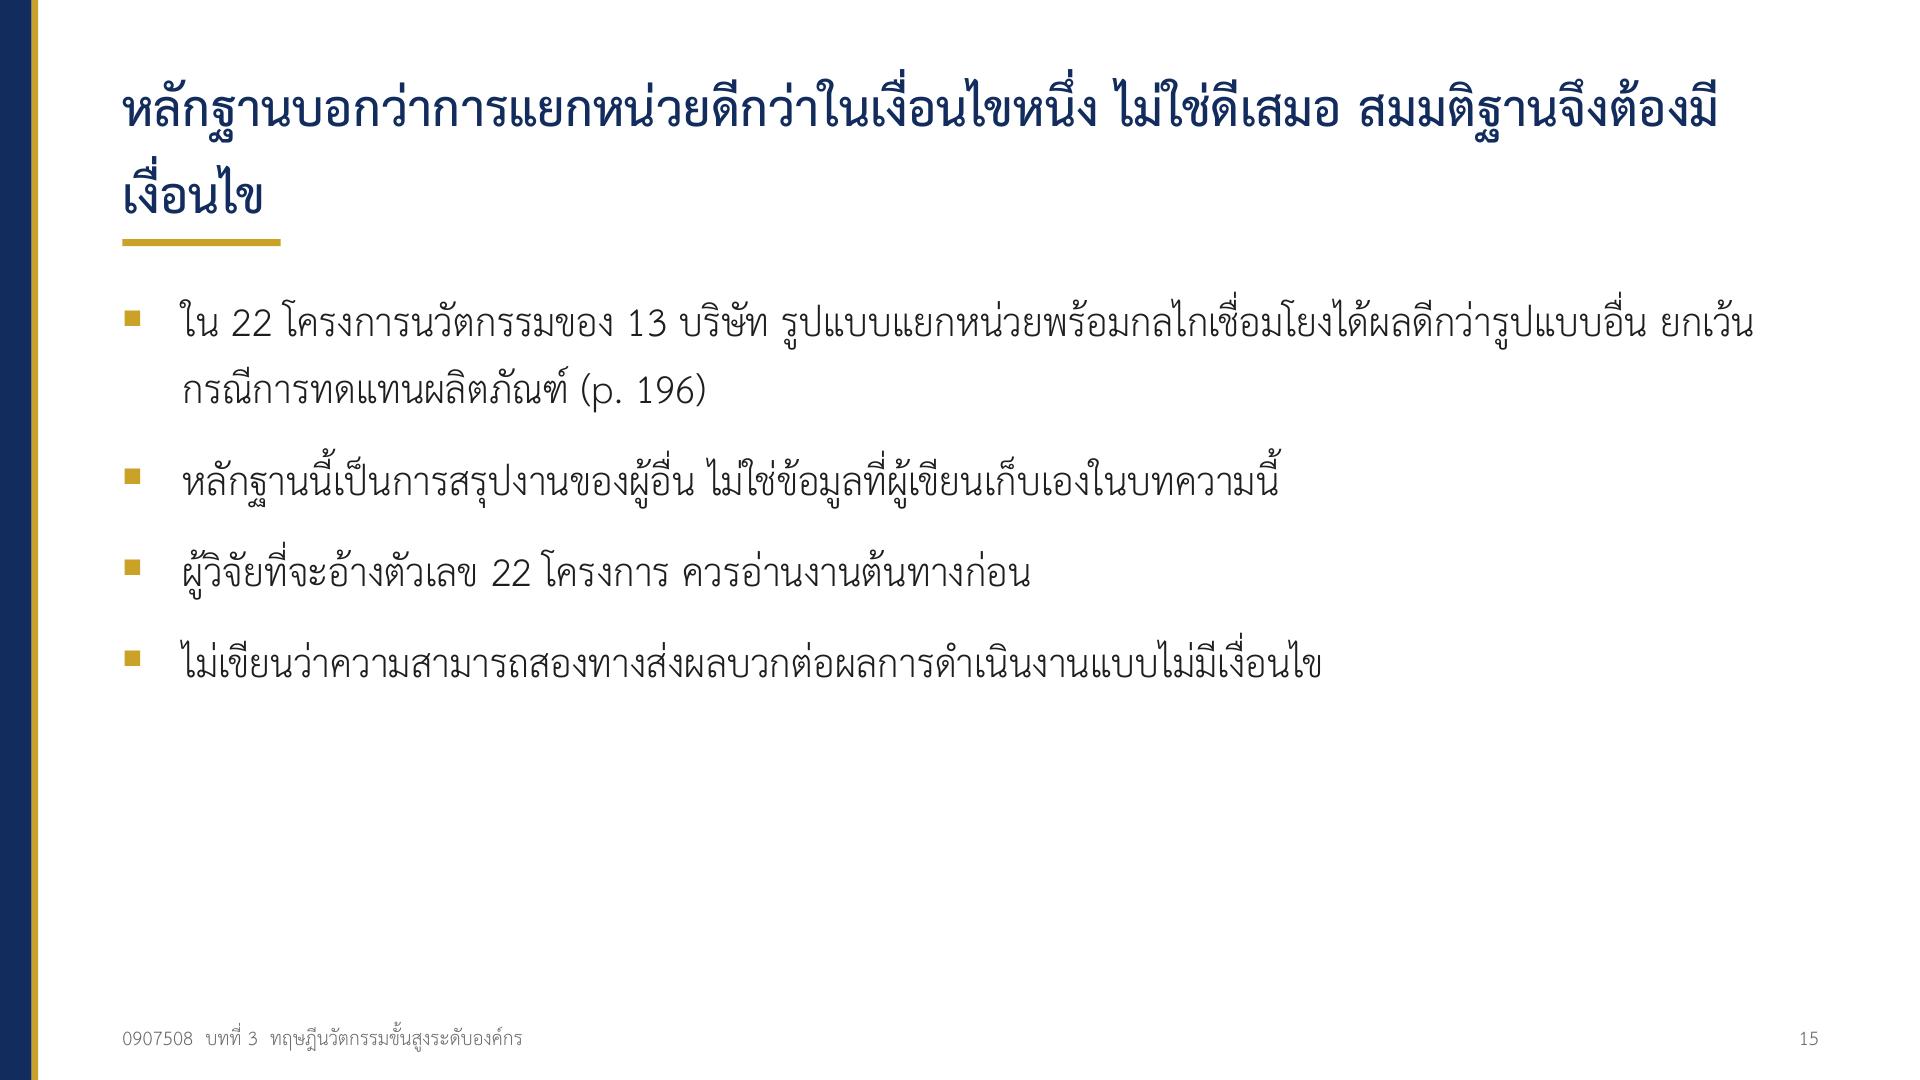 หลักฐานบอกว่าการแยกหน่วยดีกว่าในเงื่อนไขหนึ่ง ไม่ใช่ดีเสมอ สมมติฐานจึงต้องมี
เงื่อนไข
ใน 22 โครงการนวัตกรรมของ 13 บริษัท รูปแบบแยกหน่วยพร้อมกลไกเชื่อมโยงได้ผลดีกว่ารูปแบบอื่น ยกเว้น
กรณีการทดแทนผลิตภัณฑ์ (p. 196)
หลักฐานนี้เป็นการสรุปงานของผู้อื่น ไม่ใช่ข้อมูลที่ผู้เขียนเก็บเองในบทความนี้
ผู้วิจัยที่จะอ้างตัวเลข 22 โครงการ ควรอ่านงานต้นทางก่อน
ไม่เขียนว่าความสามารถสองทางส่งผลบวกต่อผลการดำเนินงานแบบไม่มีเงื่อนไข
0907508 บทที่ 3 ทฤษฎีนวัตกรรมขั้นสูงระดับองค์กร
15